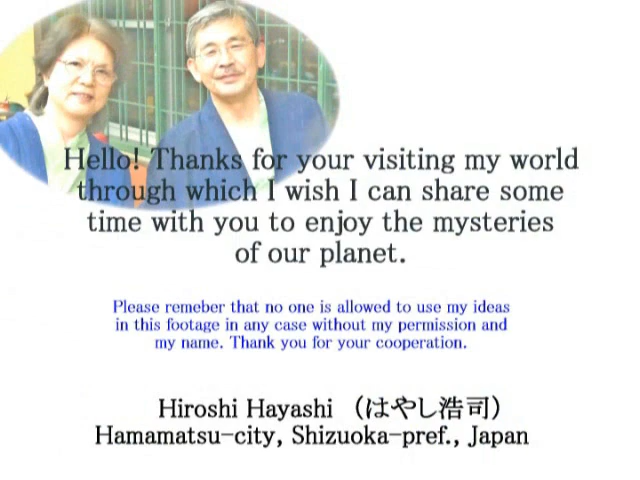 Hello! Thanks for your visiting my world
through which I wish I can share some
time with you to enjoy the mysteries
of our planet.
Please remeber that no one is allowed to use my ideas
in this footage in any case without my permission and
my name. Thank you for your cooperation.
Hiroshi Hayashi （はやし浩司）
Hamamatsu-city, Shizuoka-pref., Japan